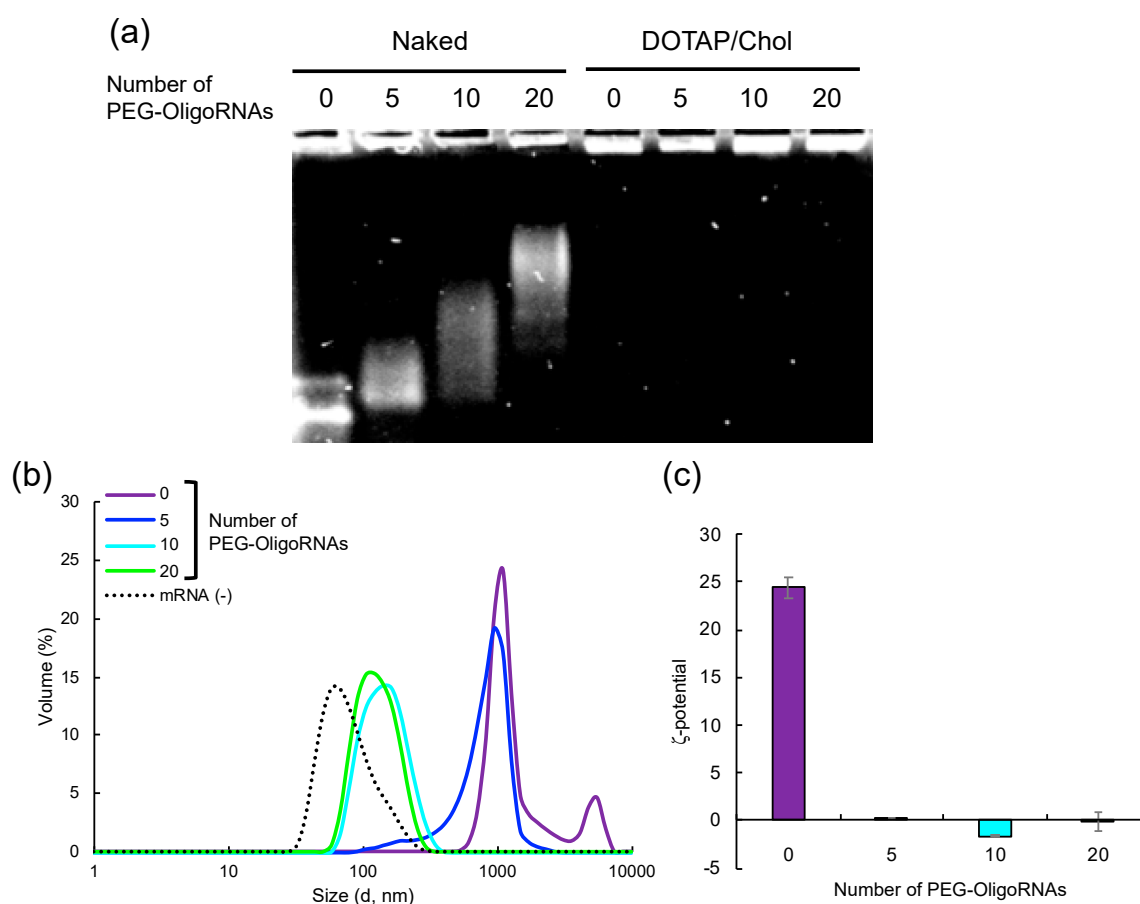 (a)
Naked DOTAP/Chol
Number of
PEG-OligoRNAs
0 5 10 20 0 5 10 20
(b)
30
25
20
15
10
5
0
Volume (%)
0
5
10
20
mRNA (-)
Number of
PEG-OligoRNAs
1 10 100 1000 10000
Size (d, nm)
(c)
30
25
20
15
10
5
0
-5
ζ-potential
0 5 10 20
Number of PEG-OligoRNAs